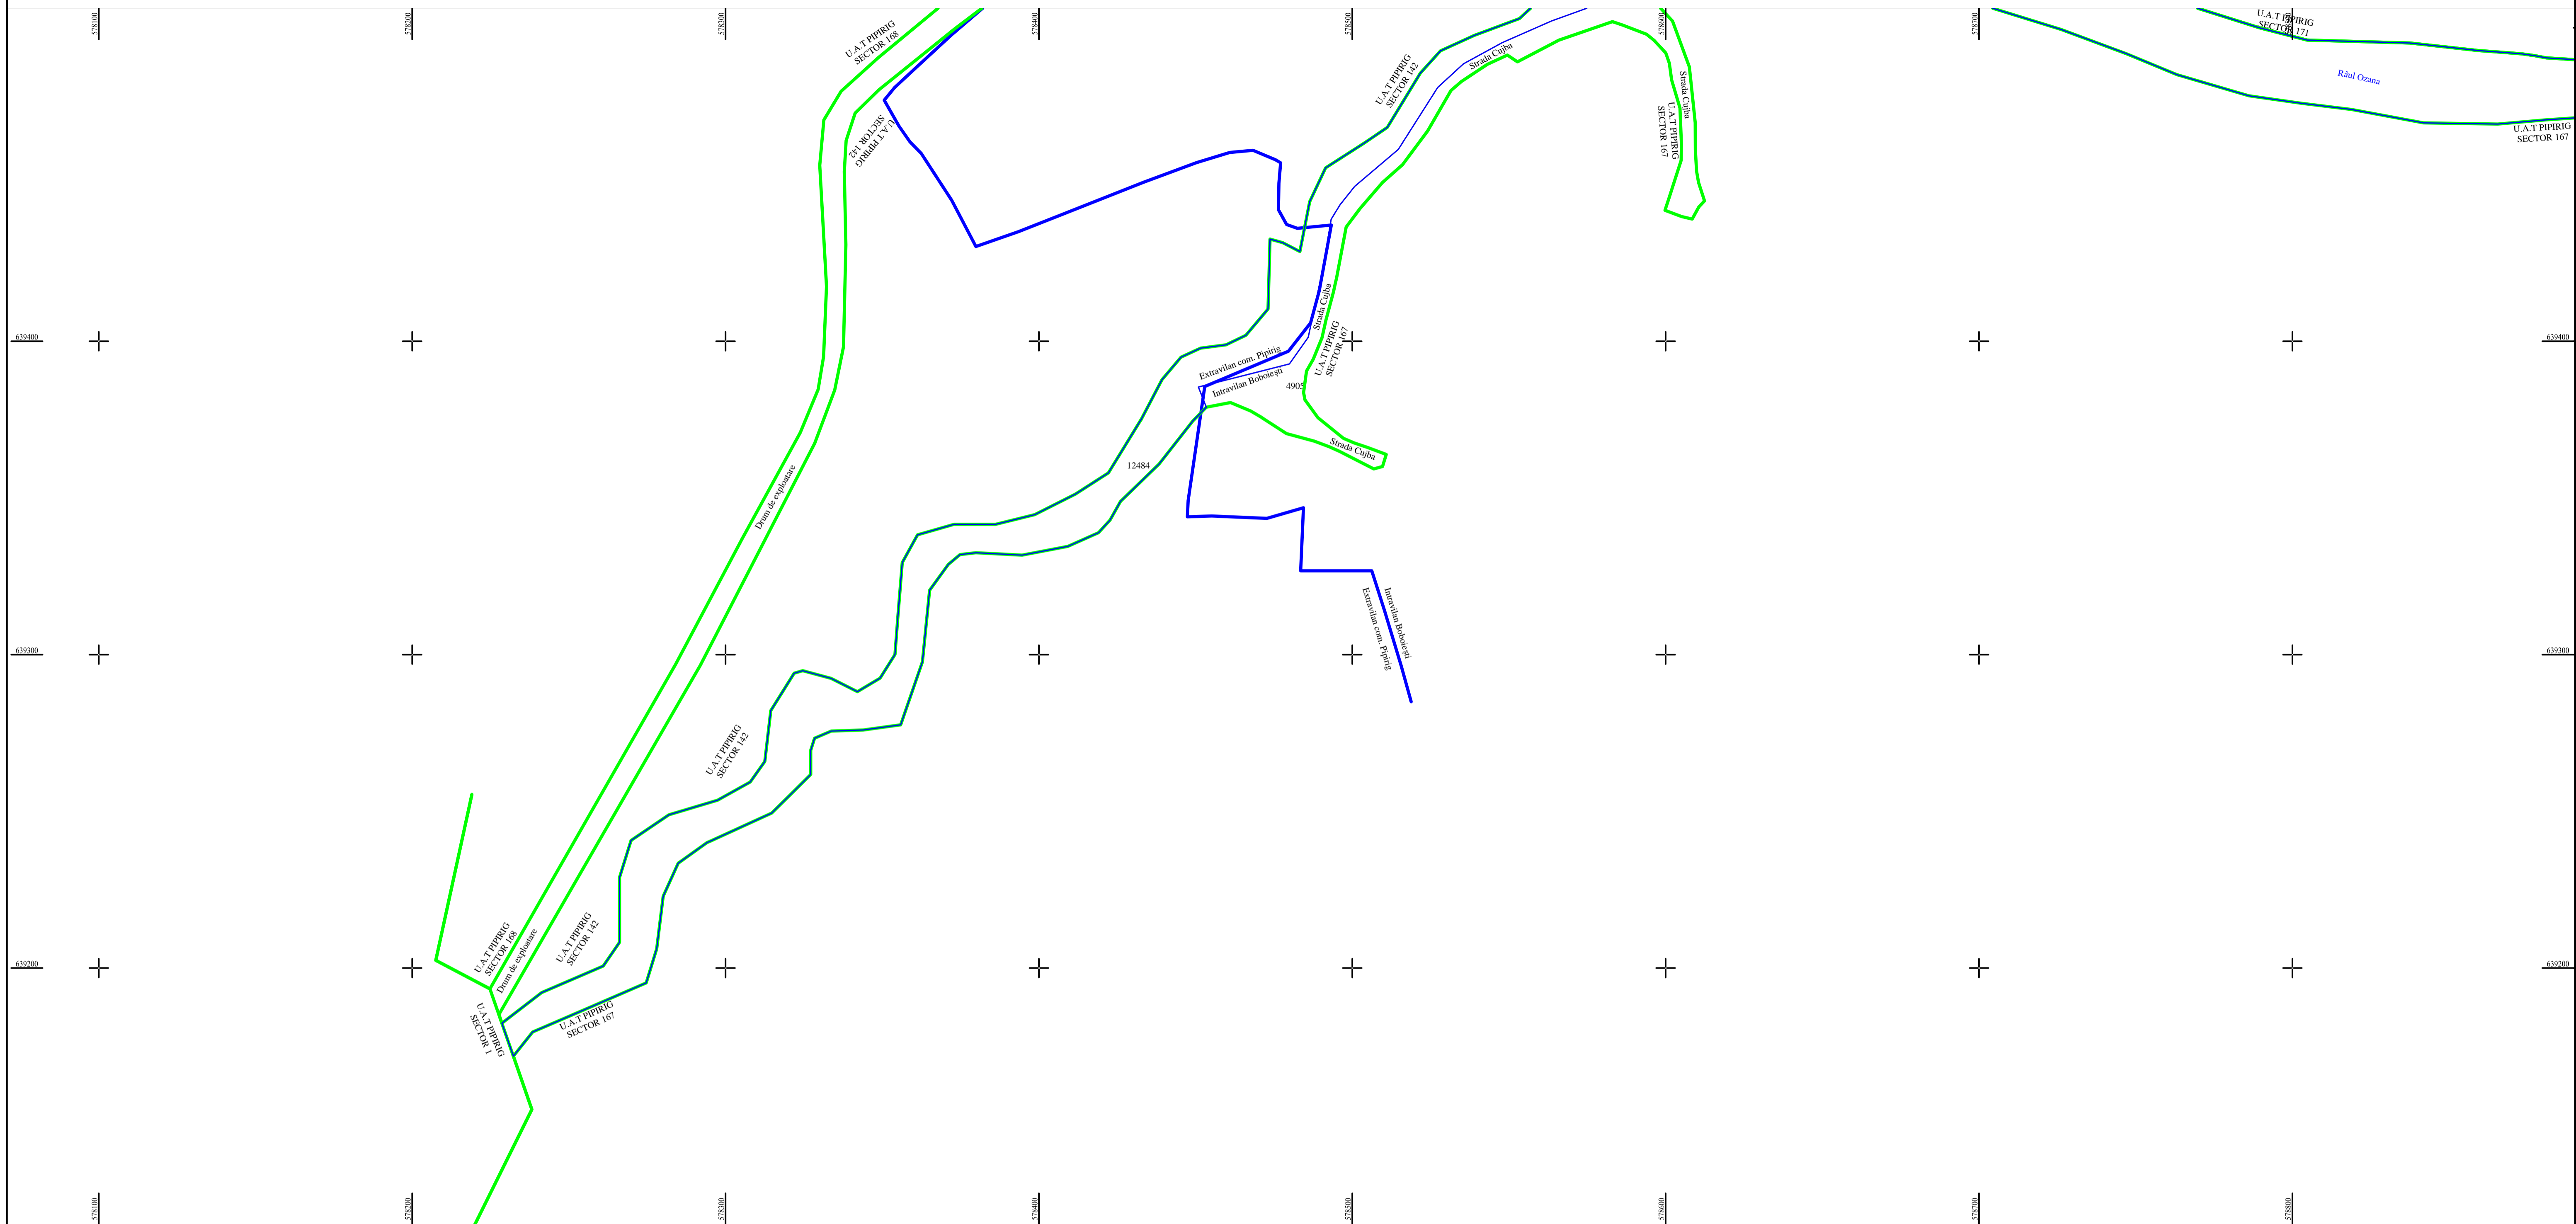 578100
578200
578300
578400
578500
578600
578700
U.A.T PIPIRIG
SECTOR 168
U.A.T PIPIRIG
SECTOR 142
U.A.T PIPIRIG
SECTOR 142
Strada Cujba
Strada Cujba
U.A.T PIPIRIG
SECTOR 167
U.A.T PIPIRIG
SECTOR 171
Râul Ozana
U.A.T PIPIRIG
SECTOR 167
639400
639400
Strada Cujba
U.A.T PIPIRIG
SECTOR 167
Extravilan com. Pipirig
Intravilan Boboiești
4905
Strada Cujba
12484
Drum de exploatare
Intravilan Boboiești
Extravilan com. Pipirig
639300
639300
U.A.T PIPIRIG
SECTOR 142
U.A.T PIPIRIG
SECTOR 168
Drum de exploatare
U.A.T PIPIRIG
SECTOR 142
639200
639200
U.A.T PIPIRIG
SECTOR 1
U.A.T PIPIRIG
SECTOR 167
578100
578200
578300
578400
578500
578600
578700
578800